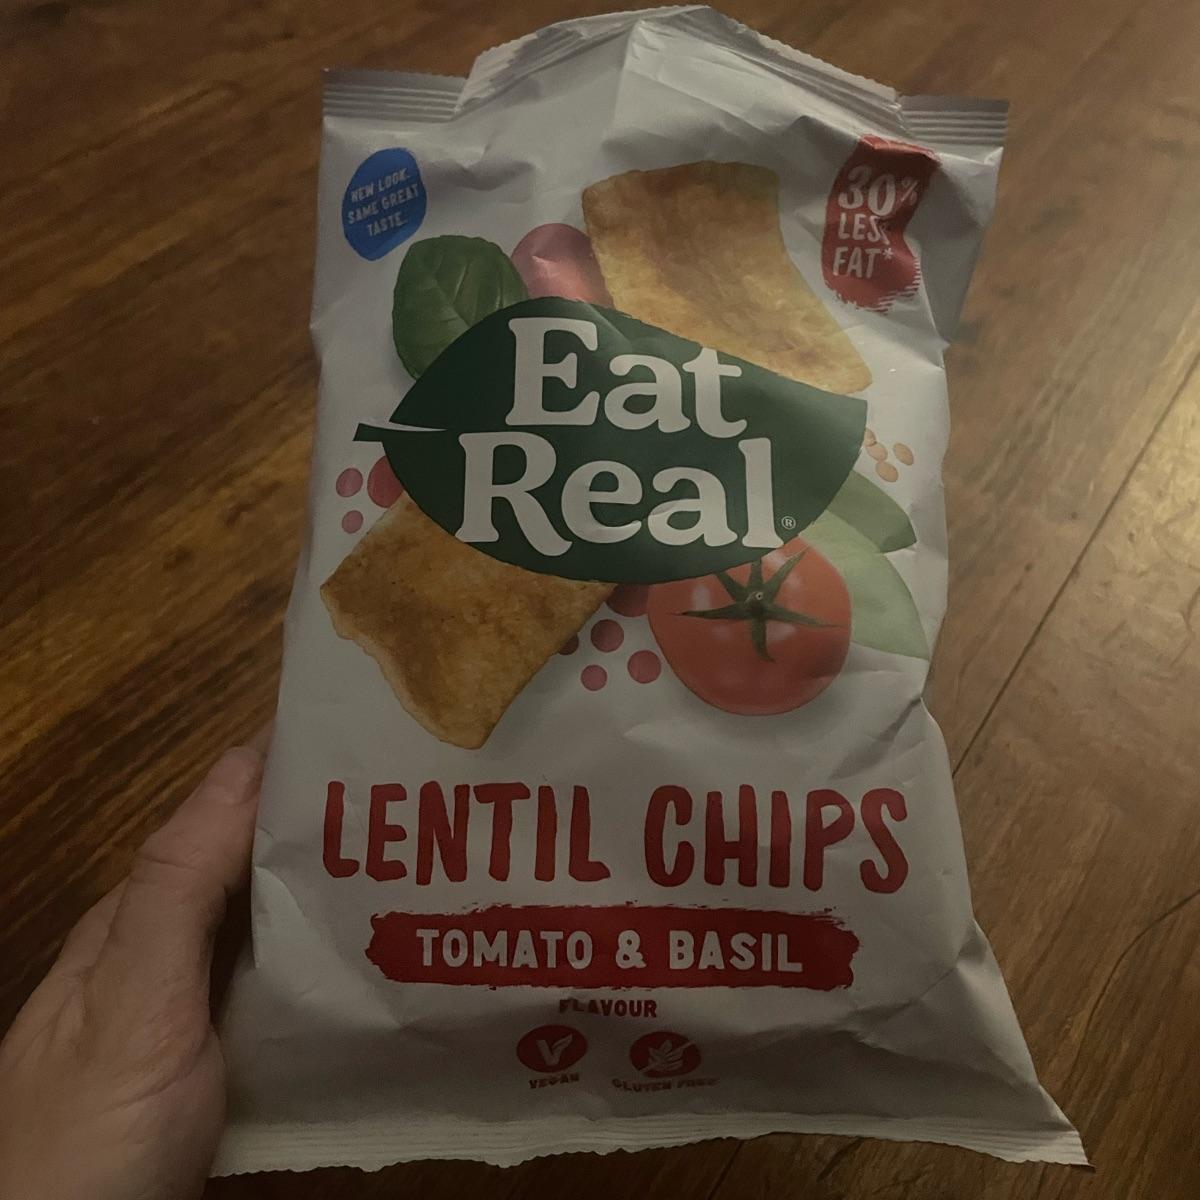 NEW LOOK.
SAME GREAT
TASTE.
30%
LESS
FAT*
Eat
Real®
LENTIL CHIPS
TOMATO & BASIL
FLAVOUR
VEGAN
GLUTEN FREE